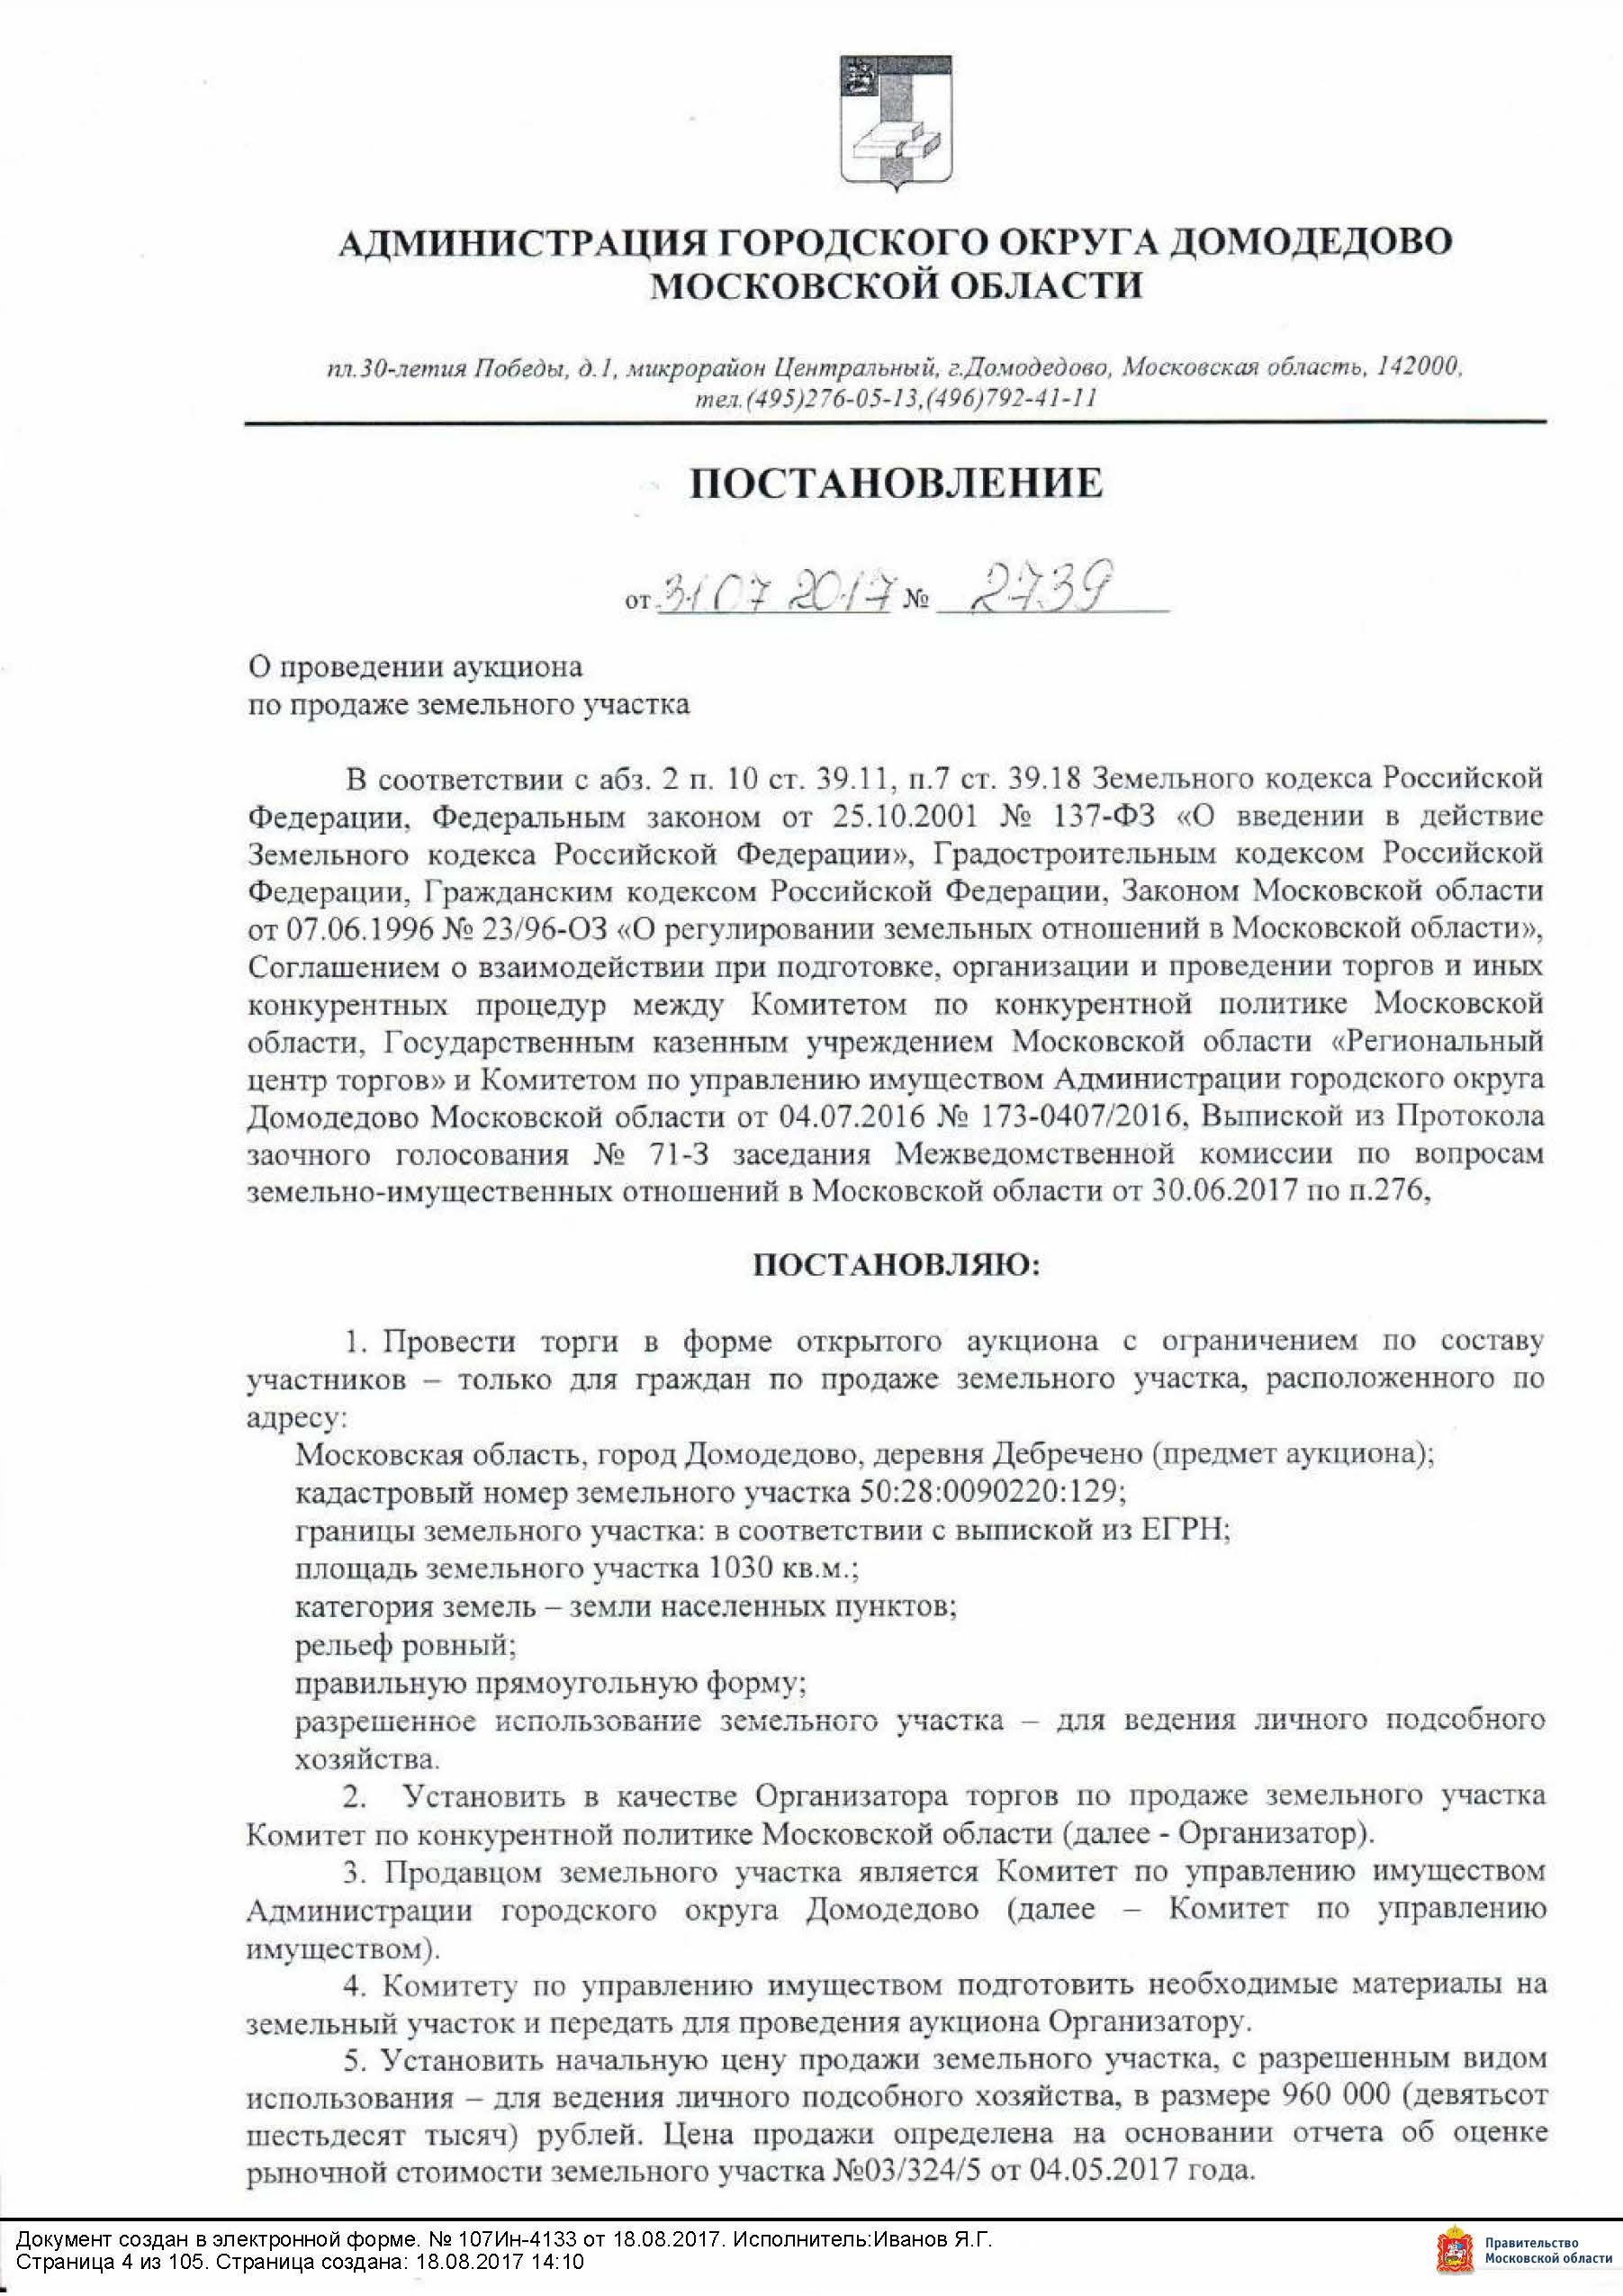 АДМИНИСТРАЦИЯ ГОРОДСКОГО ОКРУГА ДОМОДЕДОВО
МОСКОВСКОЙ ОБЛАСТИ
пл.30-летия Победы, д.1, микрорайон Центральный, г.Домодедово, Московская область, 142000,
тел.(495)276-05-13,(496)792-41-11
ПОСТАНОВЛЕНИЕ
от 31.07 2017 № 2739
О проведении аукциона
по продаже земельного участка
В соответствии с абз. 2 п. 10 ст. 39.11, п.7 ст. 39.18 Земельного кодекса Российской
Федерации, Федеральным законом от 25.10.2001 № 137-ФЗ «О введении в действие
Земельного кодекса Российской Федерации», Градостроительным кодексом Российской
Федерации, Гражданским кодексом Российской Федерации, Законом Московской области
от 07.06.1996 № 23/96-ОЗ «О регулировании земельных отношений в Московской области»,
Соглашением о взаимодействии при подготовке, организации и проведении торгов и иных
конкурентных процедур между Комитетом по конкурентной политике Московской
области, Государственным казенным учреждением Московской области «Региональный
центр торгов» и Комитетом по управлению имуществом Администрации городского округа
Домодедово Московской области от 04.07.2016 № 173-0407/2016, Выпиской из Протокола
заочного голосования № 71-З заседания Межведомственной комиссии по вопросам
земельно-имущественных отношений в Московской области от 30.06.2017 по п.276,
ПОСТАНОВЛЯЮ:
1. Провести торги в форме открытого аукциона с ограничением по составу
участников – только для граждан по продаже земельного участка, расположенного по
адресу:
Московская область, город Домодедово, деревня Дебречено (предмет аукциона);
кадастровый номер земельного участка 50:28:0090220:129;
границы земельного участка: в соответствии с выпиской из ЕГРН;
площадь земельного участка 1030 кв.м.;
категория земель – земли населенных пунктов;
рельеф ровный;
правильную прямоугольную форму;
разрешенное использование земельного участка – для ведения личного подсобного
хозяйства.
2. Установить в качестве Организатора торгов по продаже земельного участка
Комитет по конкурентной политике Московской области (далее - Организатор).
3. Продавцом земельного участка является Комитет по управлению имуществом
Администрации городского округа Домодедово (далее – Комитет по управлению
имуществом).
4. Комитету по управлению имуществом подготовить необходимые материалы на
земельный участок и передать для проведения аукциона Организатору.
5. Установить начальную цену продажи земельного участка, с разрешенным видом
использования – для ведения личного подсобного хозяйства, в размере 960 000 (девятьсот
шестьдесят тысяч) рублей. Цена продажи определена на основании отчета об оценке
рыночной стоимости земельного участка №03/324/5 от 04.05.2017 года.
Документ создан в электронной форме. № 107Ин-4133 от 18.08.2017. Исполнитель:Иванов Я.Г.
Страница 4 из 105. Страница создана: 18.08.2017 14:10
Правительство
Московской области